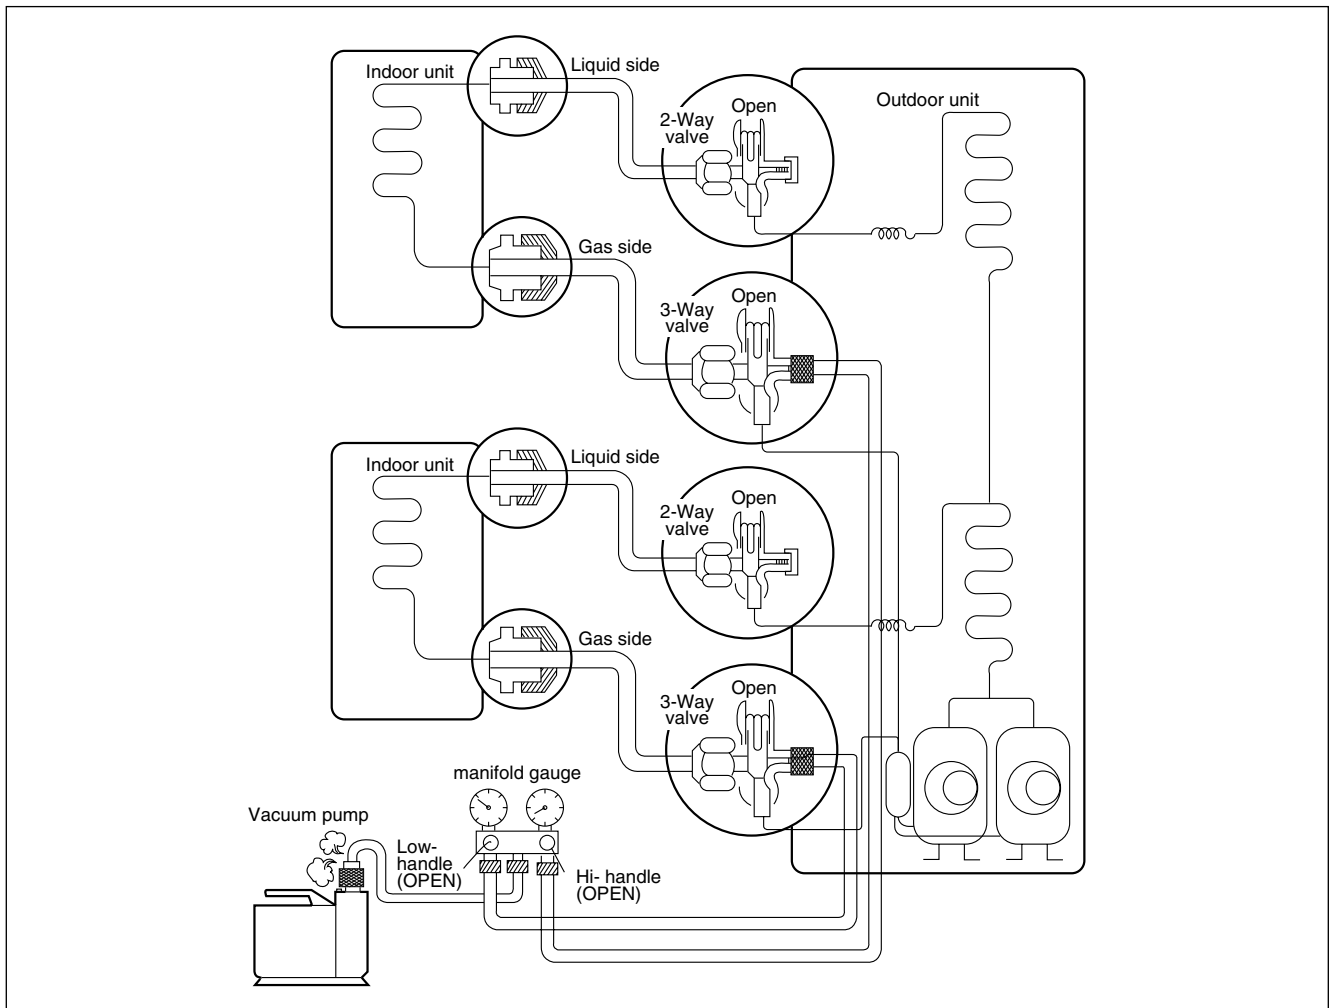 Indoor unit
Liquid side
2-Way
valve
Open
Outdoor unit
Gas side
3-Way
valve
Open
Indoor unit
Liquid side
2-Way
valve
Open
Gas side
3-Way
valve
Open
manifold gauge
Vacuum pump
Low-
handle
(OPEN)
Hi- handle
(OPEN)